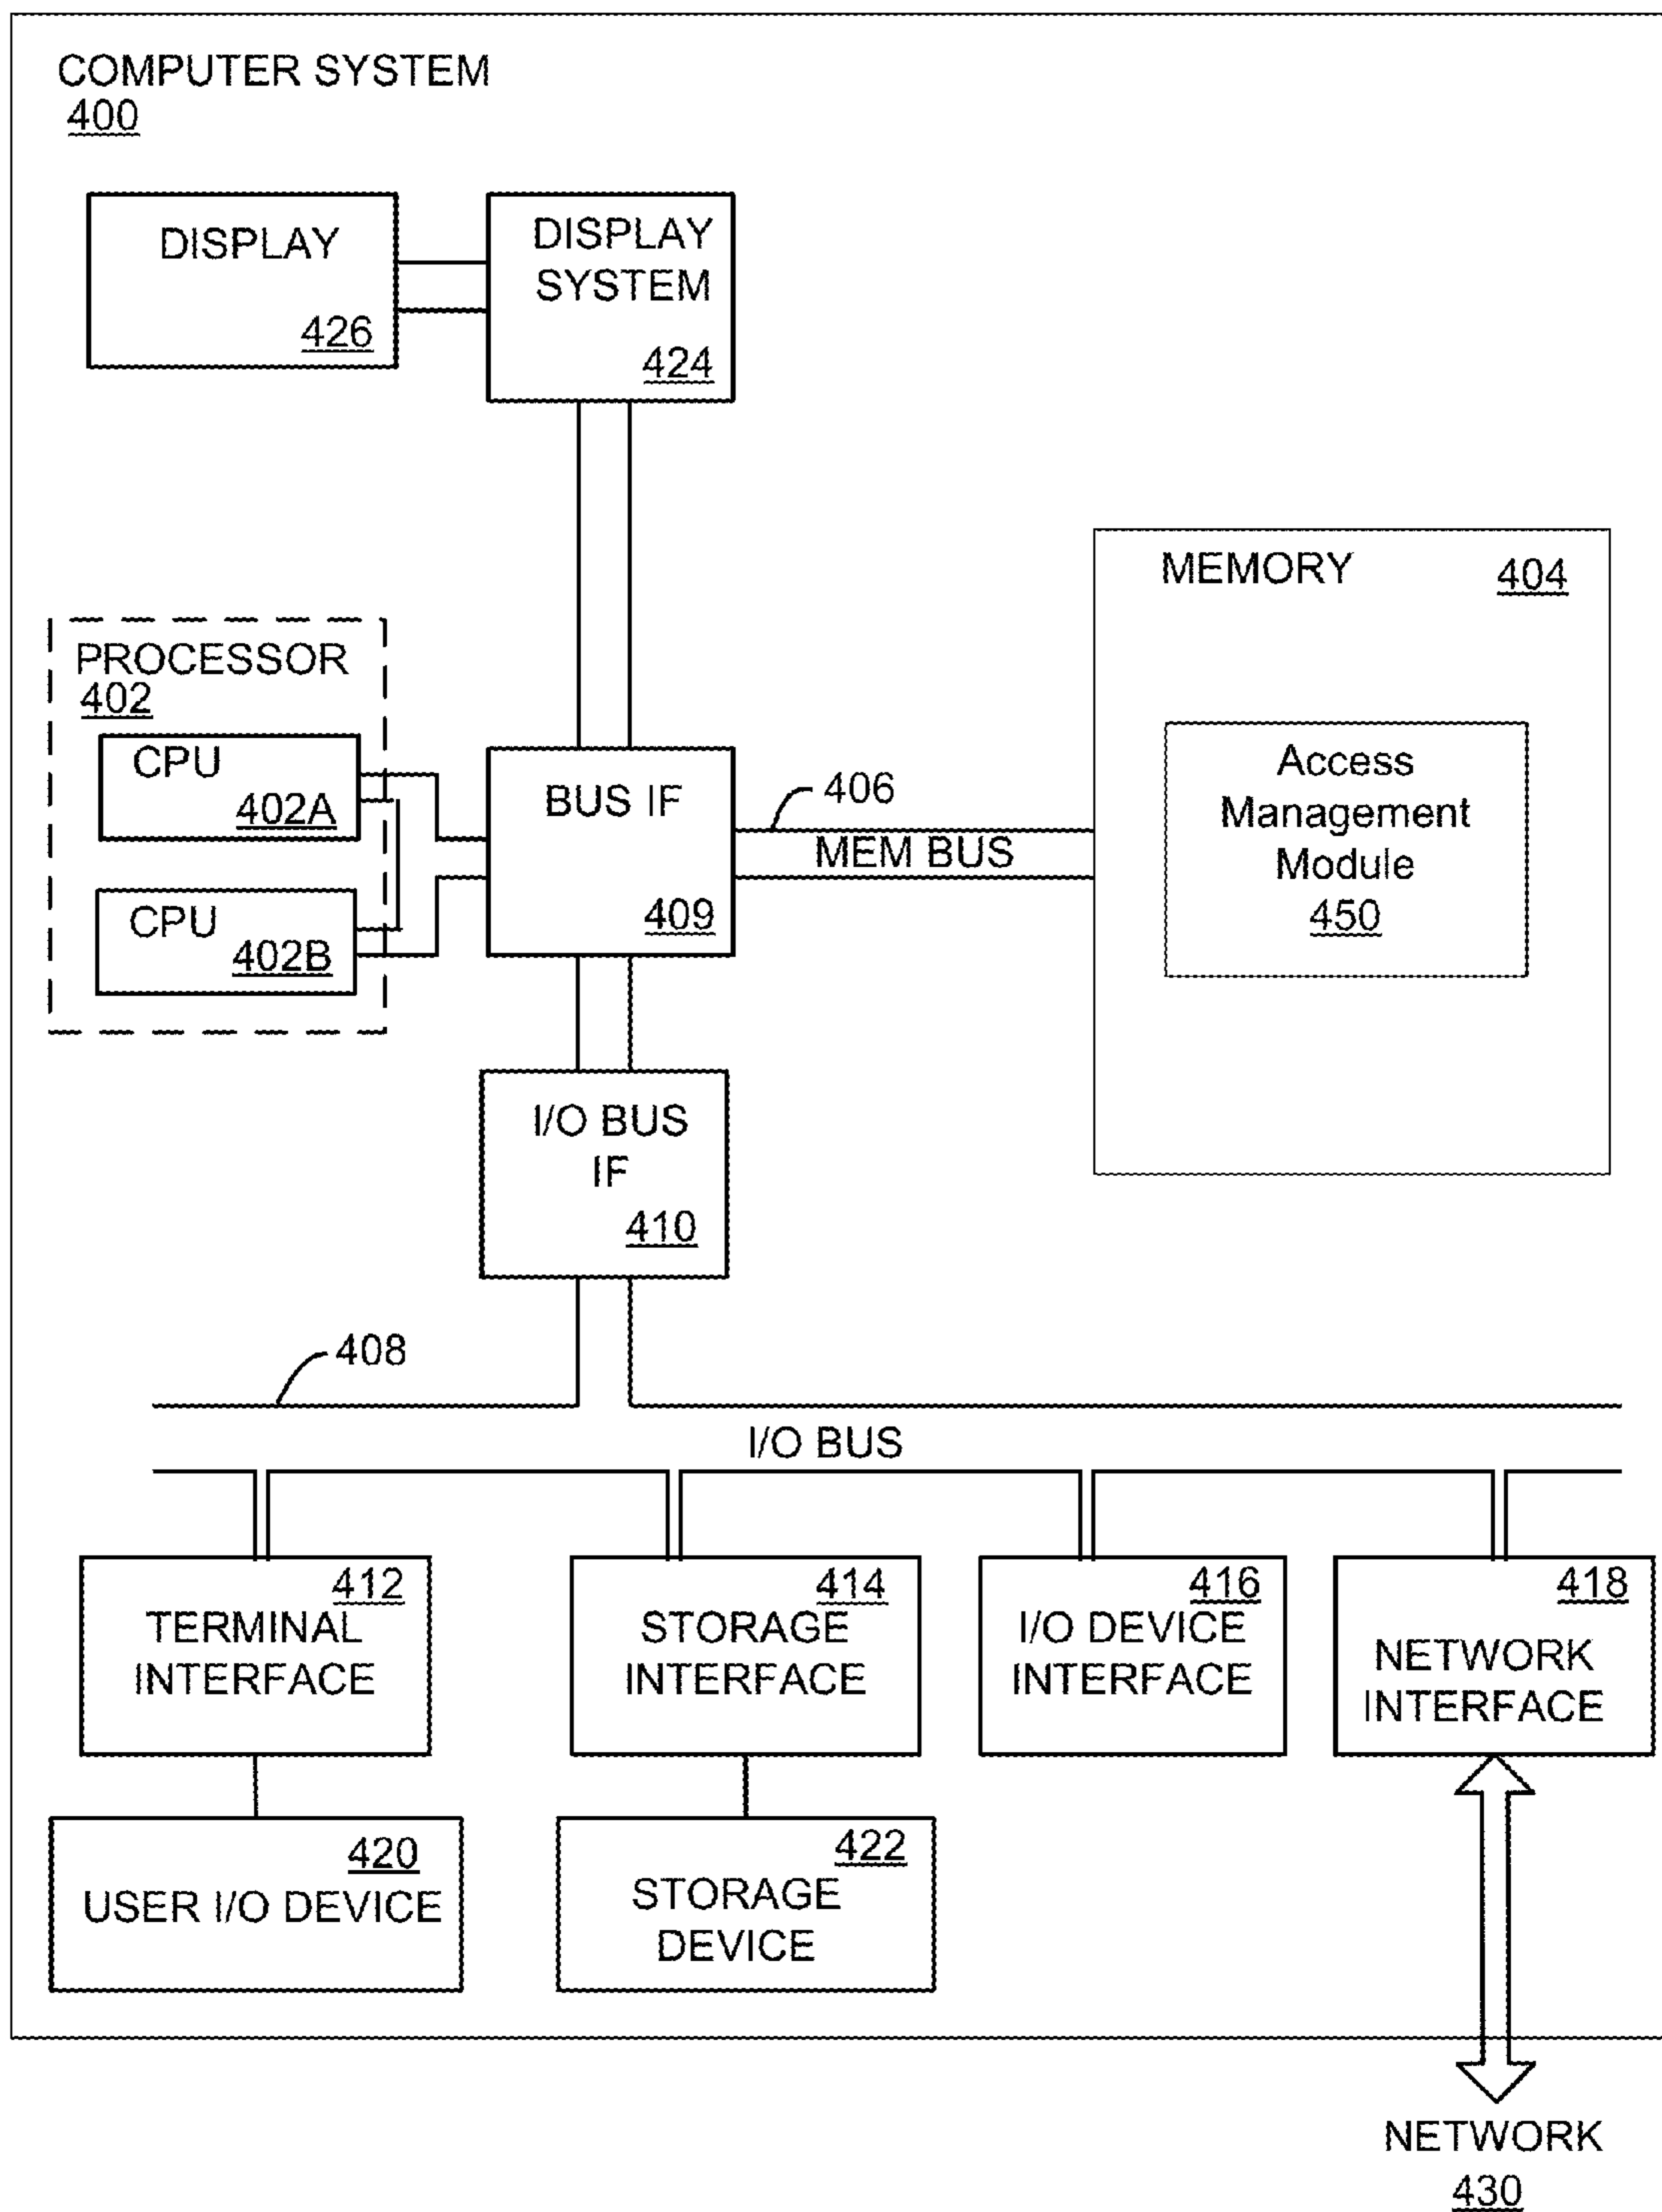 COMPUTER SYSTEM
400
DISPLAY
426
DISPLAY
SYSTEM
424
PROCESSOR
402
CPU
402A
CPU
402B
BUS IF
409
406
MEM BUS
MEMORY
404
Access
Management
Module
450
I/O BUS
IF
410
408
I/O BUS
412
TERMINAL
INTERFACE
414
STORAGE
INTERFACE
416
I/O DEVICE
INTERFACE
418
NETWORK
INTERFACE
420
USER I/O DEVICE
422
STORAGE
DEVICE
NETWORK
430